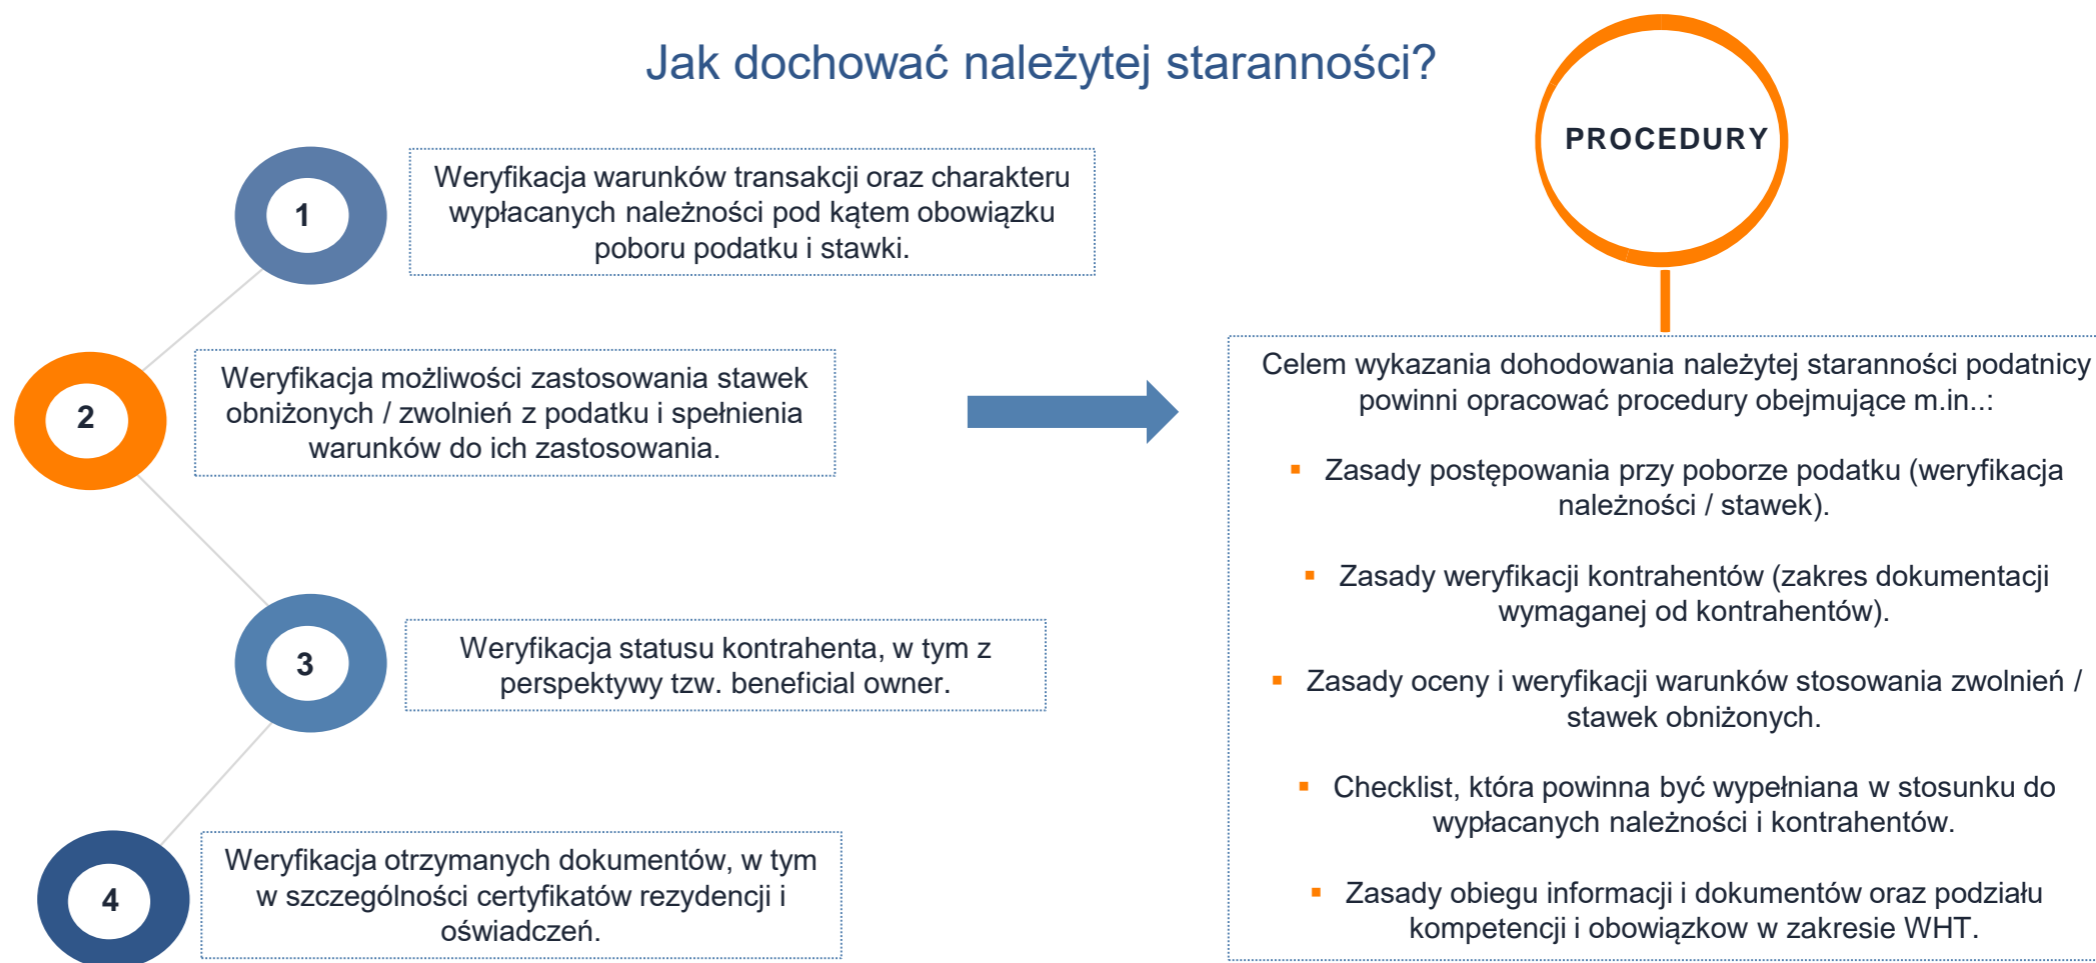 Jak dochować należytej staranności?
1
Weryfikacja warunków transakcji oraz charakteru
wypłacanych należności pod kątem obowiązku
poboru podatku i stawki.
2
Weryfikacja możliwości zastosowania stawek
obniżonych / zwolnień z podatku i spełnienia
warunków do ich zastosowania.
3
Weryfikacja statusu kontrahenta, w tym z
perspektywy tzw. beneficial owner.
4
Weryfikacja otrzymanych dokumentów, w tym
w szczególności certyfikatów rezydencji i
oświadczeń.
PROCEDURY
Celem wykazania dohodowania należytej staranności podatnicy
powinni opracować procedury obejmujące m.in..:
▪ Zasady postępowania przy poborze podatku (weryfikacja
należności / stawek).
▪ Zasady weryfikacji kontrahentów (zakres dokumentacji
wymaganej od kontrahentów).
▪ Zasady oceny i weryfikacji warunków stosowania zwolnień /
stawek obniżonych.
▪ Checklist, która powinna być wypełniana w stosunku do
wypłacanych należności i kontrahentów.
▪ Zasady obiegu informacji i dokumentów oraz podziału
kompetencji i obowiązkow w zakresie WHT.